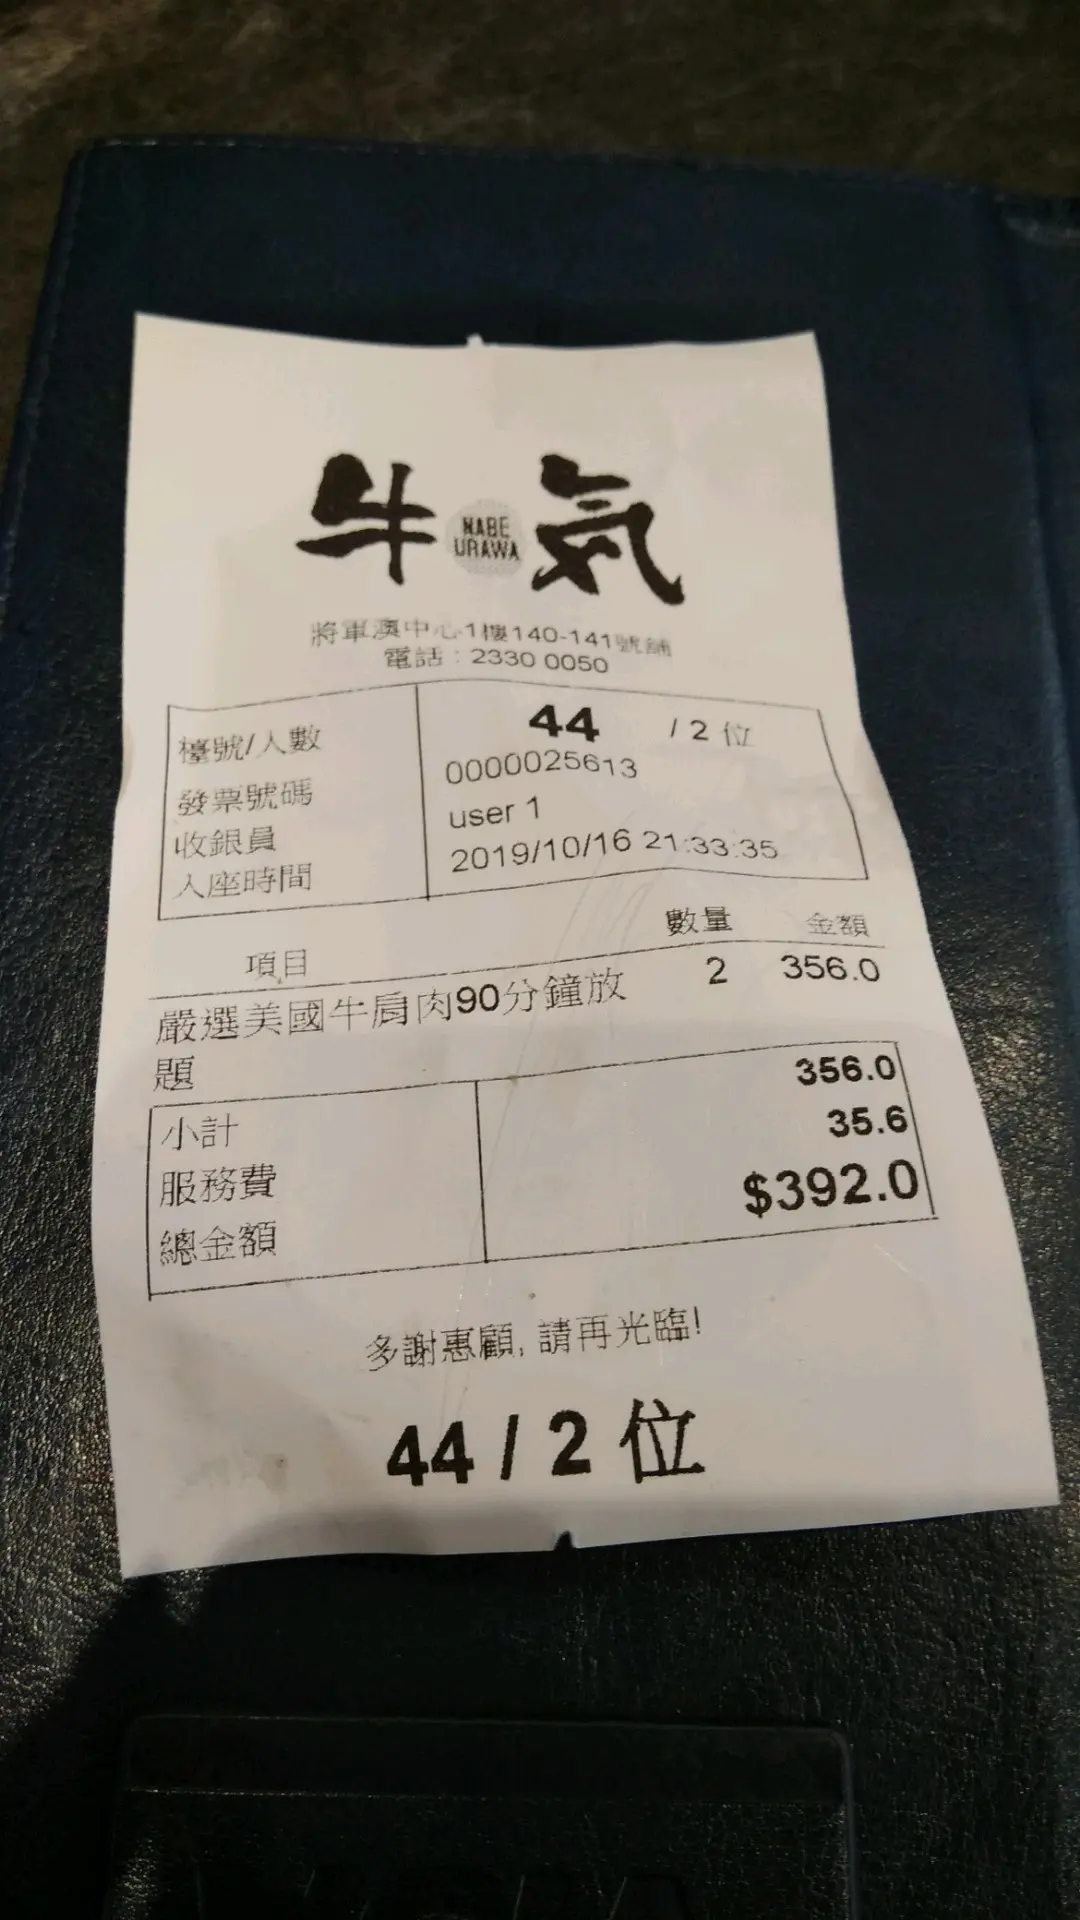 牛 NABE URAWA 気
將軍澳中心1樓140-141號舖
電話：2330 0050
檯號/人數 44 / 2 位
發票號碼 0000025613
收銀員 user 1
入座時間 2019/10/16 21:33:35
項目 數量 金額
嚴選美國牛肩肉90分鐘放 2 356.0
題
小計 356.0
服務費 35.6
總金額 $392.0
多謝惠顧, 請再光臨!
44 / 2 位